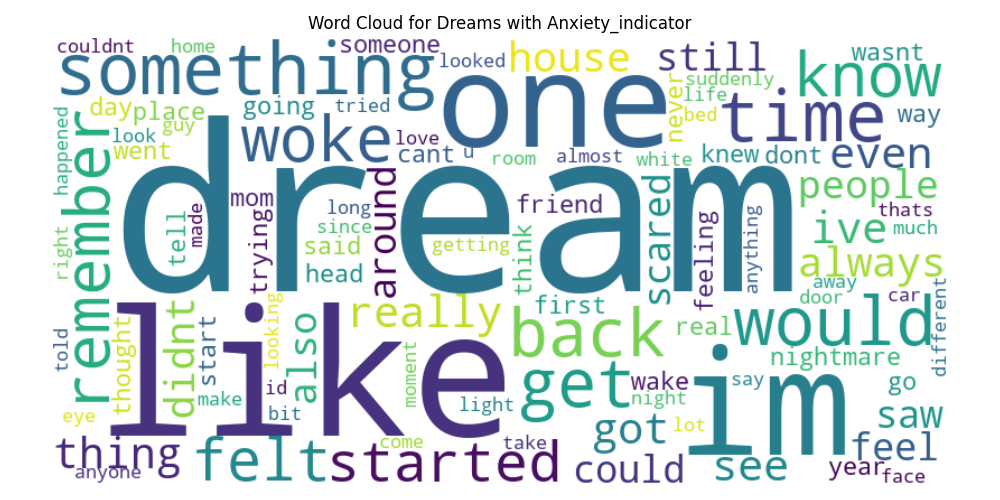 Word Cloud for Dreams with Anxiety_indicator
couldnt home someone looked house still wasnt
something one suddenly know
day place going tried never life time way
guy bed
happened look went woke love cant u room almost white knew dont even
remember dream people
mom long friend scared thats
right tell made trying since around feeling anything ive much
said getting think
head always
looking first away
told thought didnt start also like really back real would door car different
moment nightmare
id get wake say im go
make bit light night
eye got lot saw
thing felt come take feel
anyone started could see year face